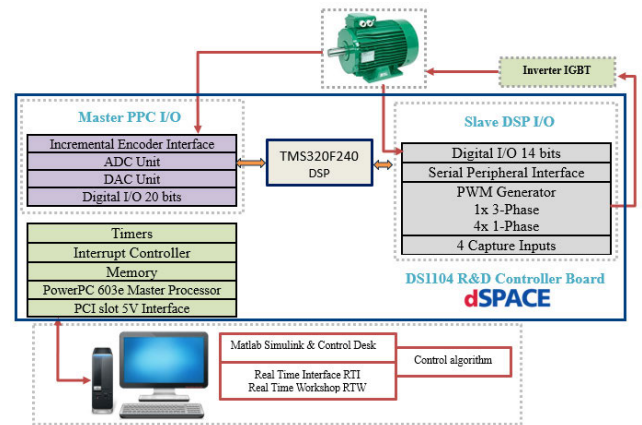 Inverter IGBT
Master PPC I/O
Incremental Encoder Interface
ADC Unit
DAC Unit
Digital I/O 20 bits
TMS320F240
DSP
Slave DSP I/O
Digital I/O 14 bits
Serial Peripheral Interface
PWM Generator
1x 3-Phase
4x 1-Phase
4 Capture Inputs
Timers
Interrupt Controller
Memory
PowerPC 603e Master Processor
PCI slot 5V Interface
DS1104 R&D Controller Board
dSPACE
Matlab Simulink & Control Desk
Real Time Interface RTI
Real Time Workshop RTW
Control algorithm